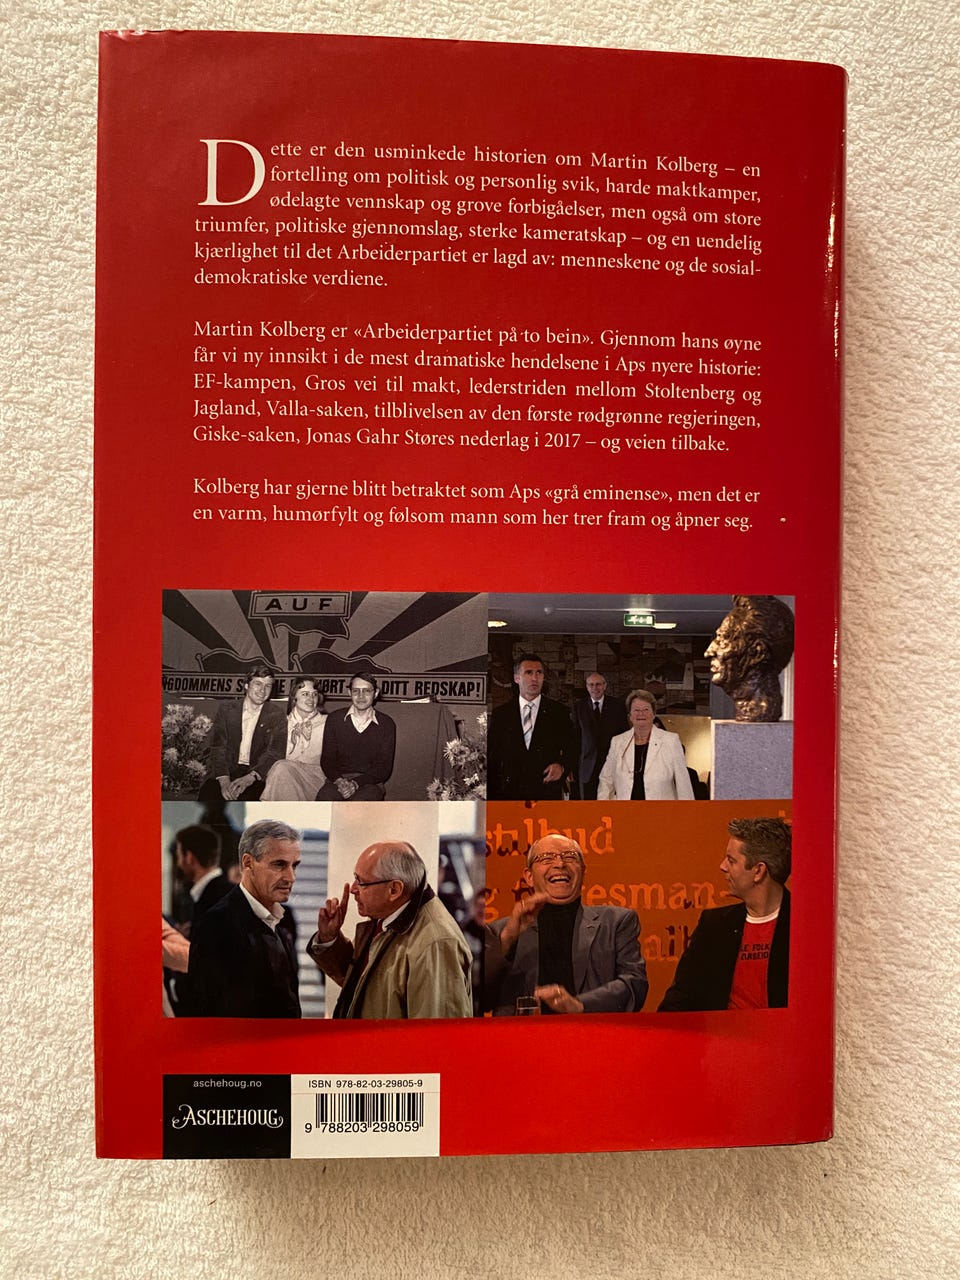 Dette er den usminkede historien om Martin Kolberg – en
fortelling om politisk og personlig svik, harde maktkamper,
ødelagte vennskap og grove forbigåelser, men også om store
triumfer, politiske gjennomslag, sterke kameratskap – og en uendelig
kjærlighet til det Arbeiderpartiet er lagd av: menneskene og de sosial-
demokratiske verdiene.
Martin Kolberg er «Arbeiderpartiet på to bein». Gjennom hans øyne
får vi ny innsikt i de mest dramatiske hendelsene i Aps nyere historie:
EF-kampen, Gros vei til makt, lederstriden mellom Stoltenberg og
Jagland, Valla-saken, tilblivelsen av den første rødgrønne regjeringen,
Giske-saken, Jonas Gahr Støres nederlag i 2017 – og veien tilbake.
Kolberg har gjerne blitt betraktet som Aps «grå eminense», men det er
en varm, humørfylt og følsom mann som her trer fram og åpner seg.
AUF
DITT REDSKAP!
stilbud
aschehoug.no
ASCHEHOUG
ISBN 978-82-03-29805-9
9 788203 298059